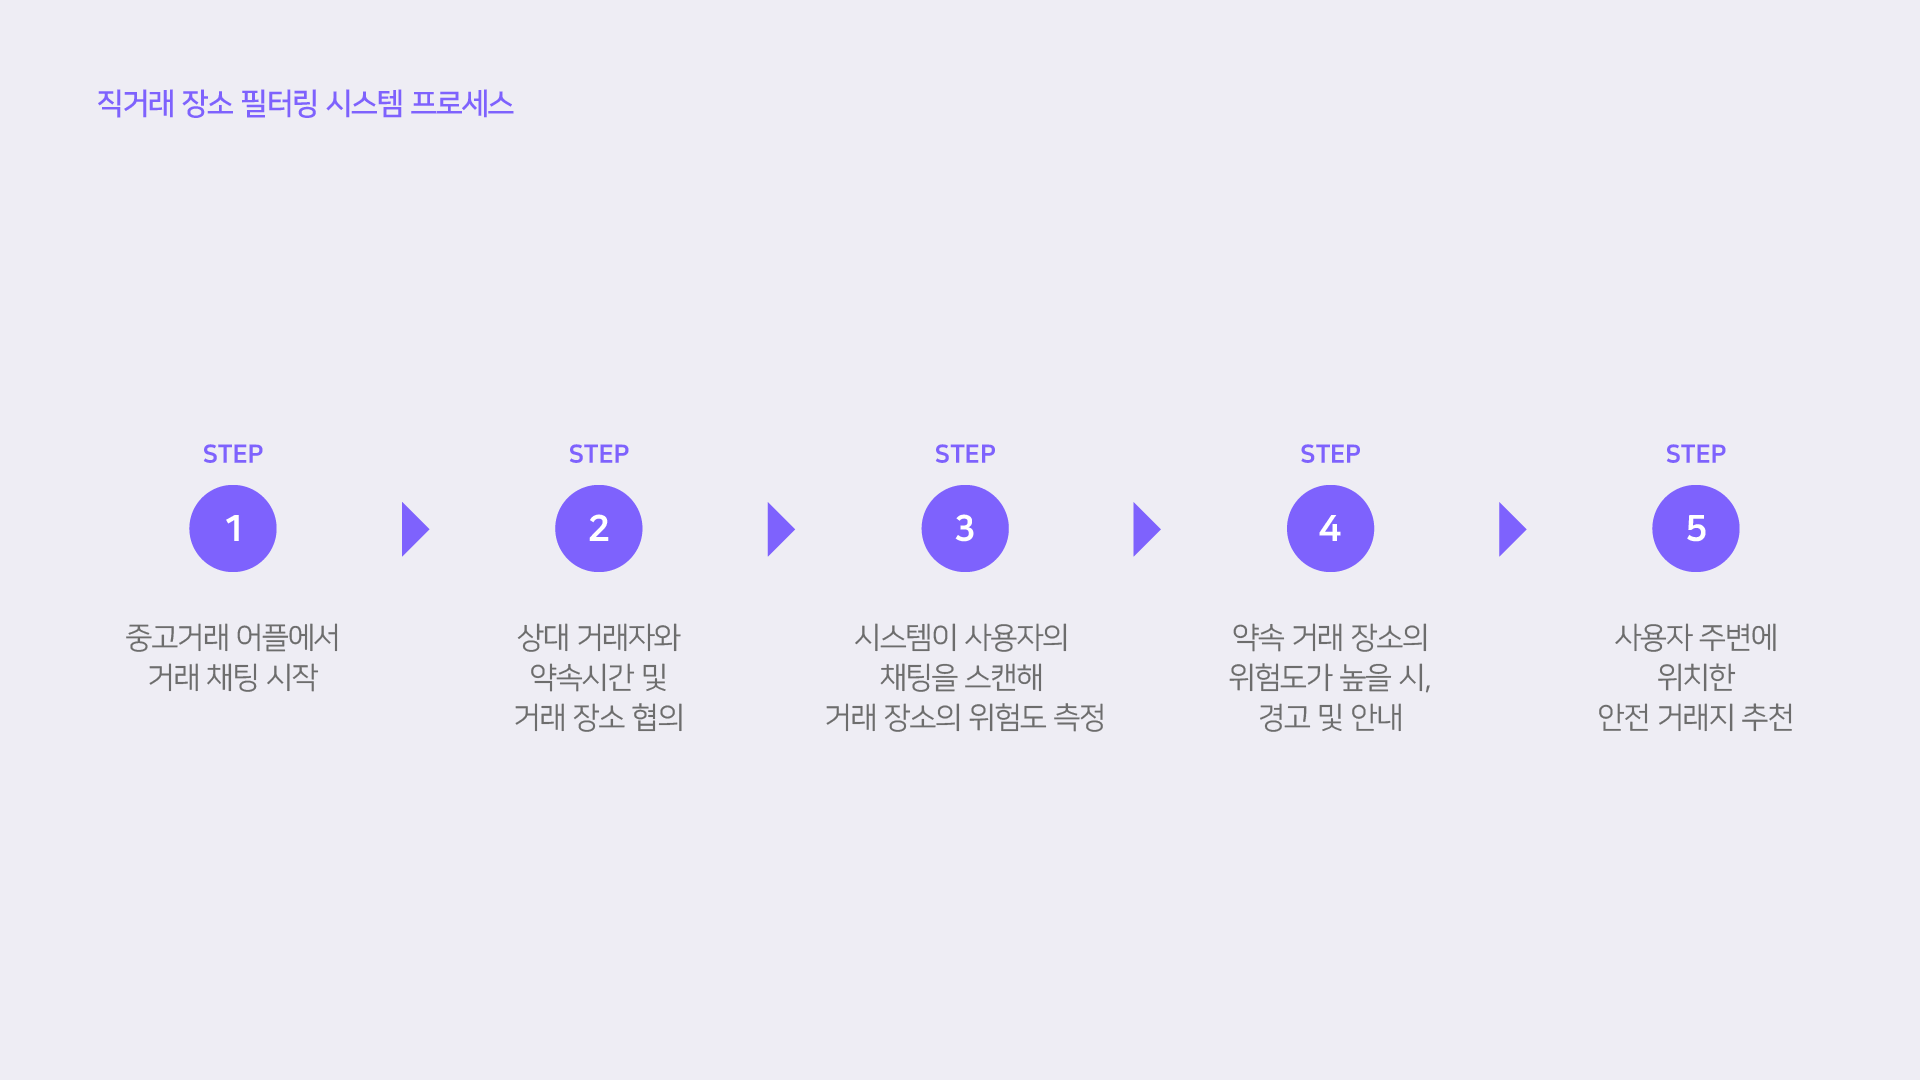 직거래 장소 필터링 시스템 프로세스
STEP
1
중고거래 어플에서
거래 채팅 시작
STEP
2
상대 거래자와
약속시간 및
거래 장소 협의
STEP
3
시스템이 사용자의
채팅을 스캔해
거래 장소의 위험도 측정
STEP
4
약속 거래 장소의
위험도가 높을 시,
경고 및 안내
STEP
5
사용자 주변에
위치한
안전 거래지 추천